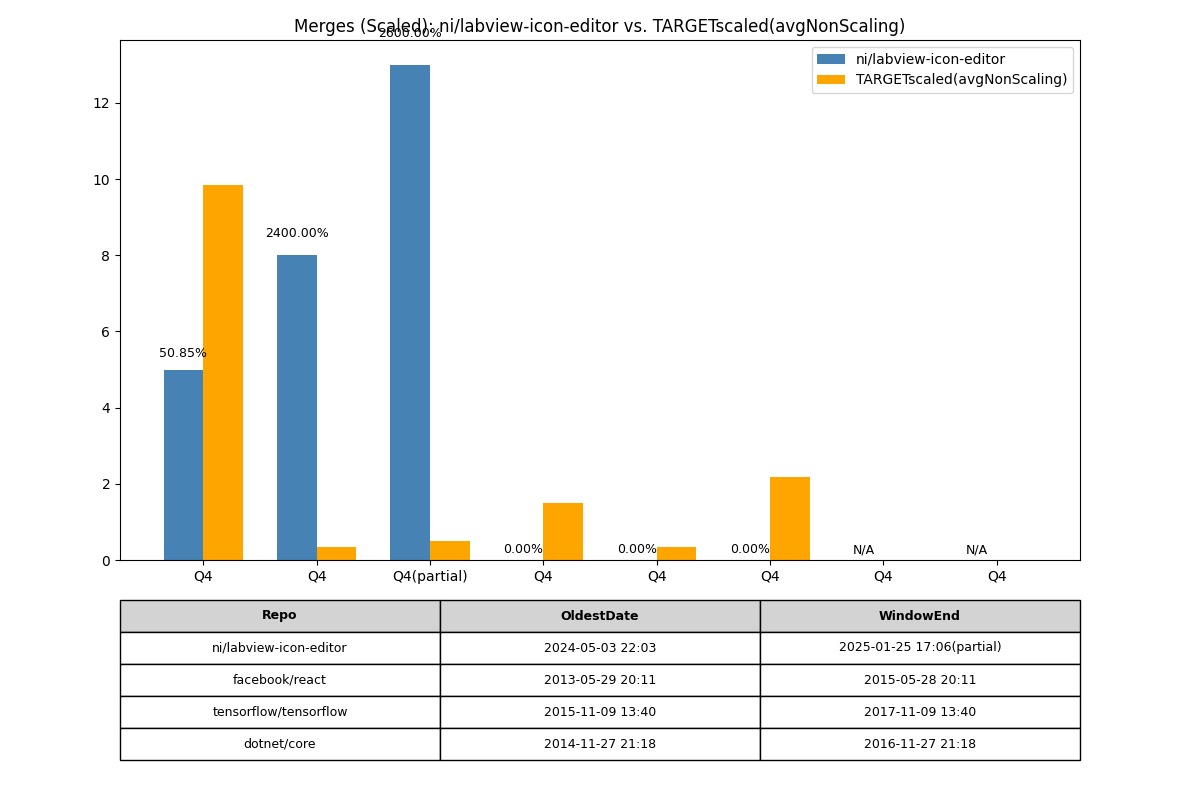 Merges (Scaled): ni/labview-icon-editor vs. TARGETscaled(avgNonScaling)
2600.00%
ni/labview-icon-editor
TARGETscaled(avgNonScaling)
12
10
8
6
4
2
0
2400.00%
50.85%
0.00%
0.00%
0.00%
N/A
N/A
Q4 Q4 Q4(partial) Q4 Q4 Q4 Q4 Q4
Repo OldestDate WindowEnd
ni/labview-icon-editor 2024-05-03 22:03 2025-01-25 17:06(partial)
facebook/react 2013-05-29 20:11 2015-05-28 20:11
tensorflow/tensorflow 2015-11-09 13:40 2017-11-09 13:40
dotnet/core 2014-11-27 21:18 2016-11-27 21:18